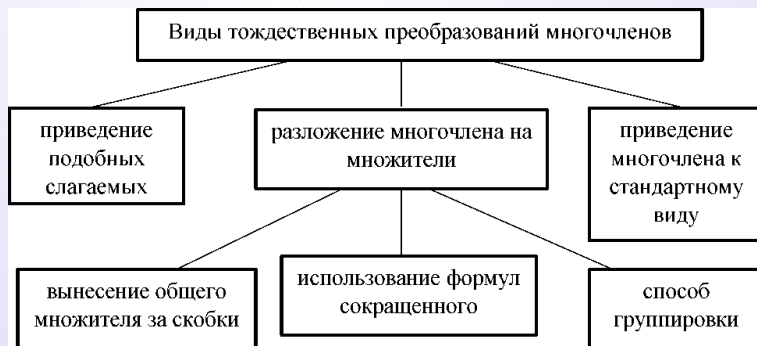 Виды тождественных преобразований многочленов
приведение
подобных
слагаемых
разложение многочлена на
множители
приведение
многочлена к
стандартному
виду
вынесение общего
множителя за скобки
использование формул
сокращенного
способ
группировки